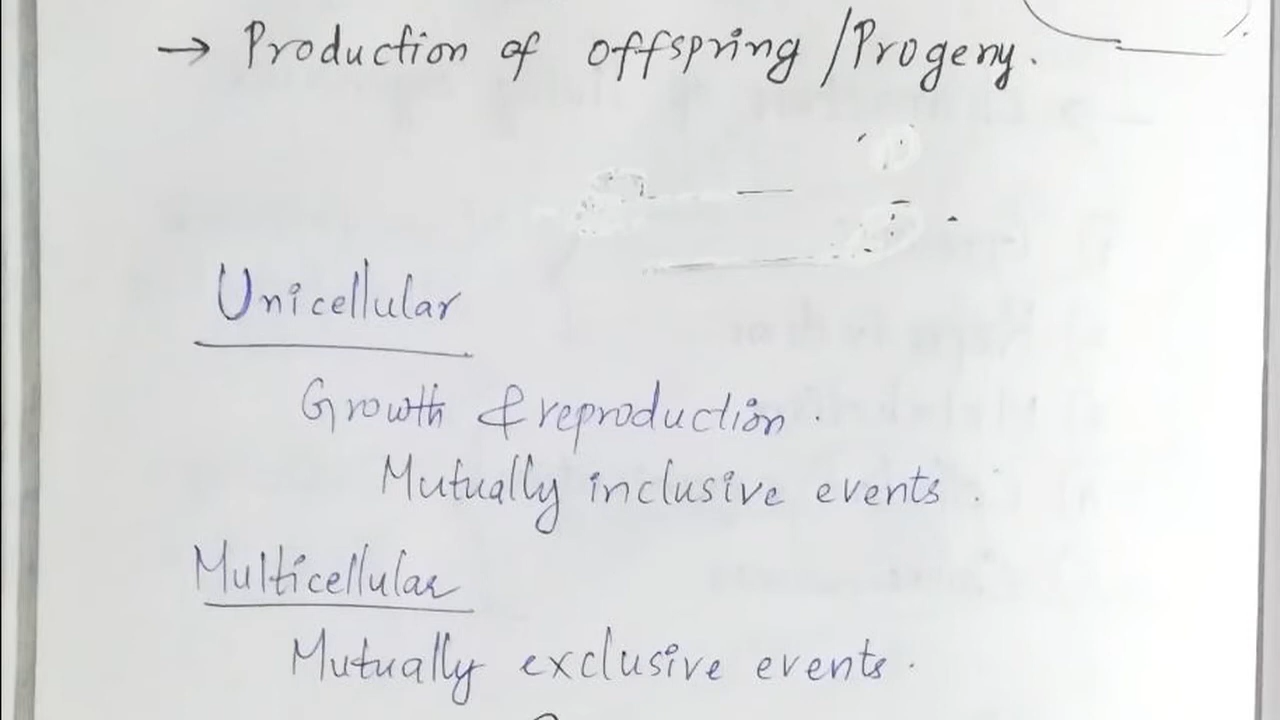 → Production of offspring / Progeny.
Unicellular
Growth & reproduction.
Mutually inclusive events.
Multicellular
Mutually exclusive events.